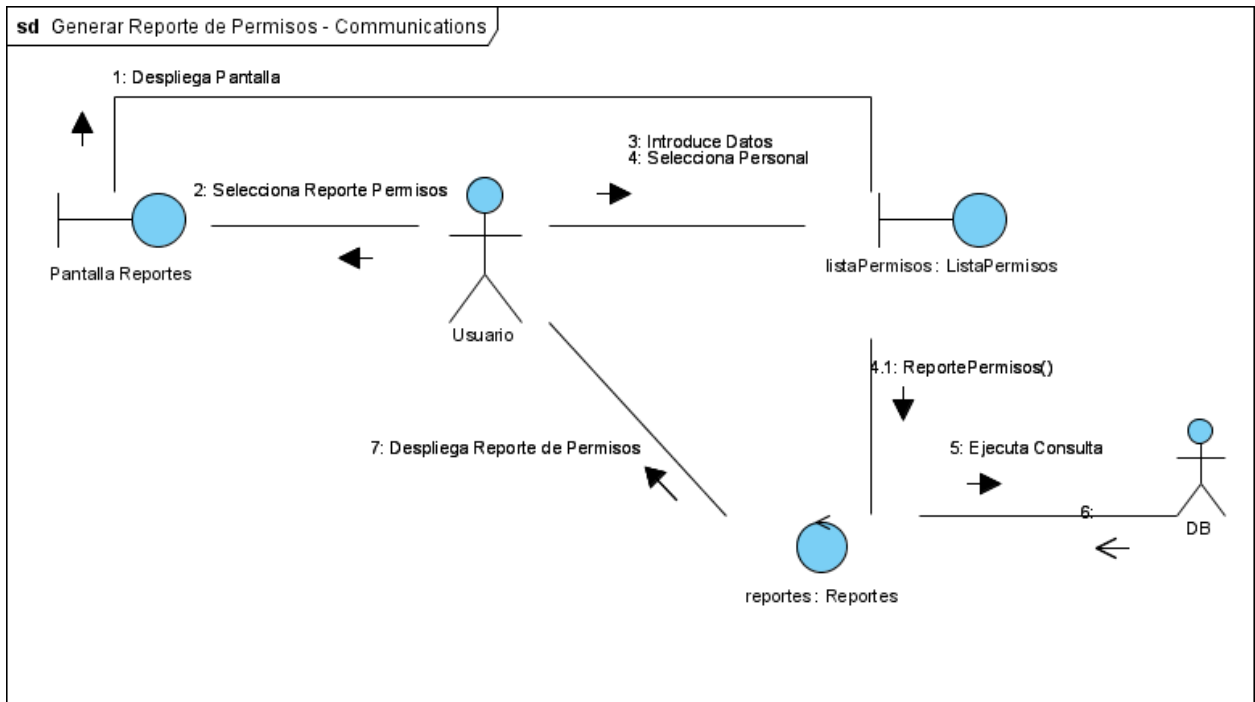 sd Generar Reporte de Permisos - Communications
1: Despliega Pantalla
3: Introduce Datos
4: Selecciona Personal
2: Selecciona Reporte Permisos
Pantalla Reportes
listaPermisos : ListaPermisos
Usuario
4.1: ReportePermisos()
7: Despliega Reporte de Permisos
5: Ejecuta Consulta
6:
DB
reportes : Reportes